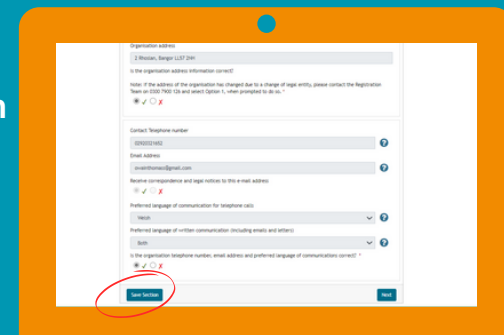 Organisation address
2 Rhosan, Bangor LL57 2NH
Is the organisation address information correct?
Note: If the address of the organisation has changed due to a change of legal entity, please contact the Registration
Team on 0300 7900 126 and select Option 1, when prompted to do so. *
Contact Telephone number
Email Address
Receive correspondence and legal notices to this e-mail address
Preferred language of communication for telephone calls
Welsh
Preferred language of written communication (including emails and letters)
Both
Is the organisation telephone number, email address and preferred language of communications correct? *
Save Section
Next